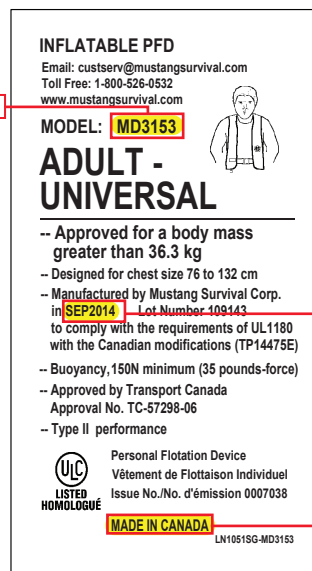 INFLATABLE PFD
Email: custserv@mustangsurvival.com
Toll Free: 1-800-526-0532
www.mustangsurvival.com
MODEL: MD3153
ADULT -
UNIVERSAL
-- Approved for a body mass
greater than 36.3 kg
-- Designed for chest size 76 to 132 cm
-- Manufactured by Mustang Survival Corp.
in SEP2014 Lot Number 109143
to comply with the requirements of UL1180
with the Canadian modifications (TP14475E)
-- Buoyancy, 150N minimum (35 pounds-force)
-- Approved by Transport Canada
Approval No. TC-57298-06
-- Type II performance
ULC
LISTED
HOMOLOGUÉ
Personal Flotation Device
Vêtement de Flottaison Individuel
Issue No./No. d'émission 0007038
MADE IN CANADA
LN1051SG-MD3153